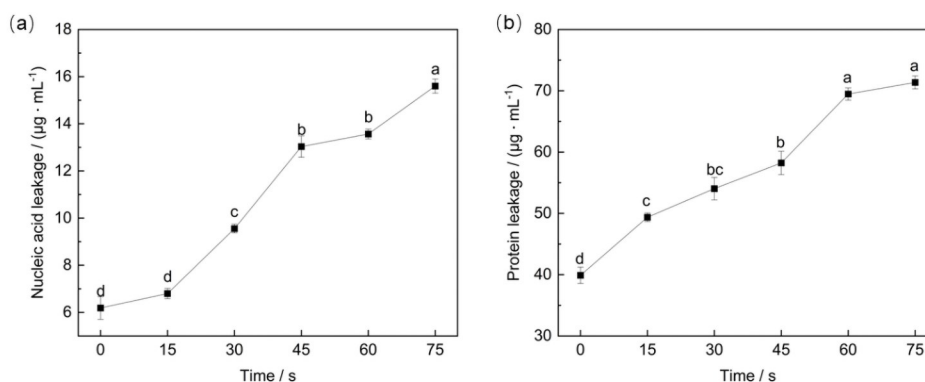 (a)
18
16
14
12
10
8
6
Nucleic acid leakage / (μg · mL⁻¹)
d
d
c
b
b
a
0 15 30 45 60 75
Time / s
(b)
80
70
60
50
40
30
Protein leakage / (μg · mL⁻¹)
d
c
bc
b
a
a
0 15 30 45 60 75
Time / s